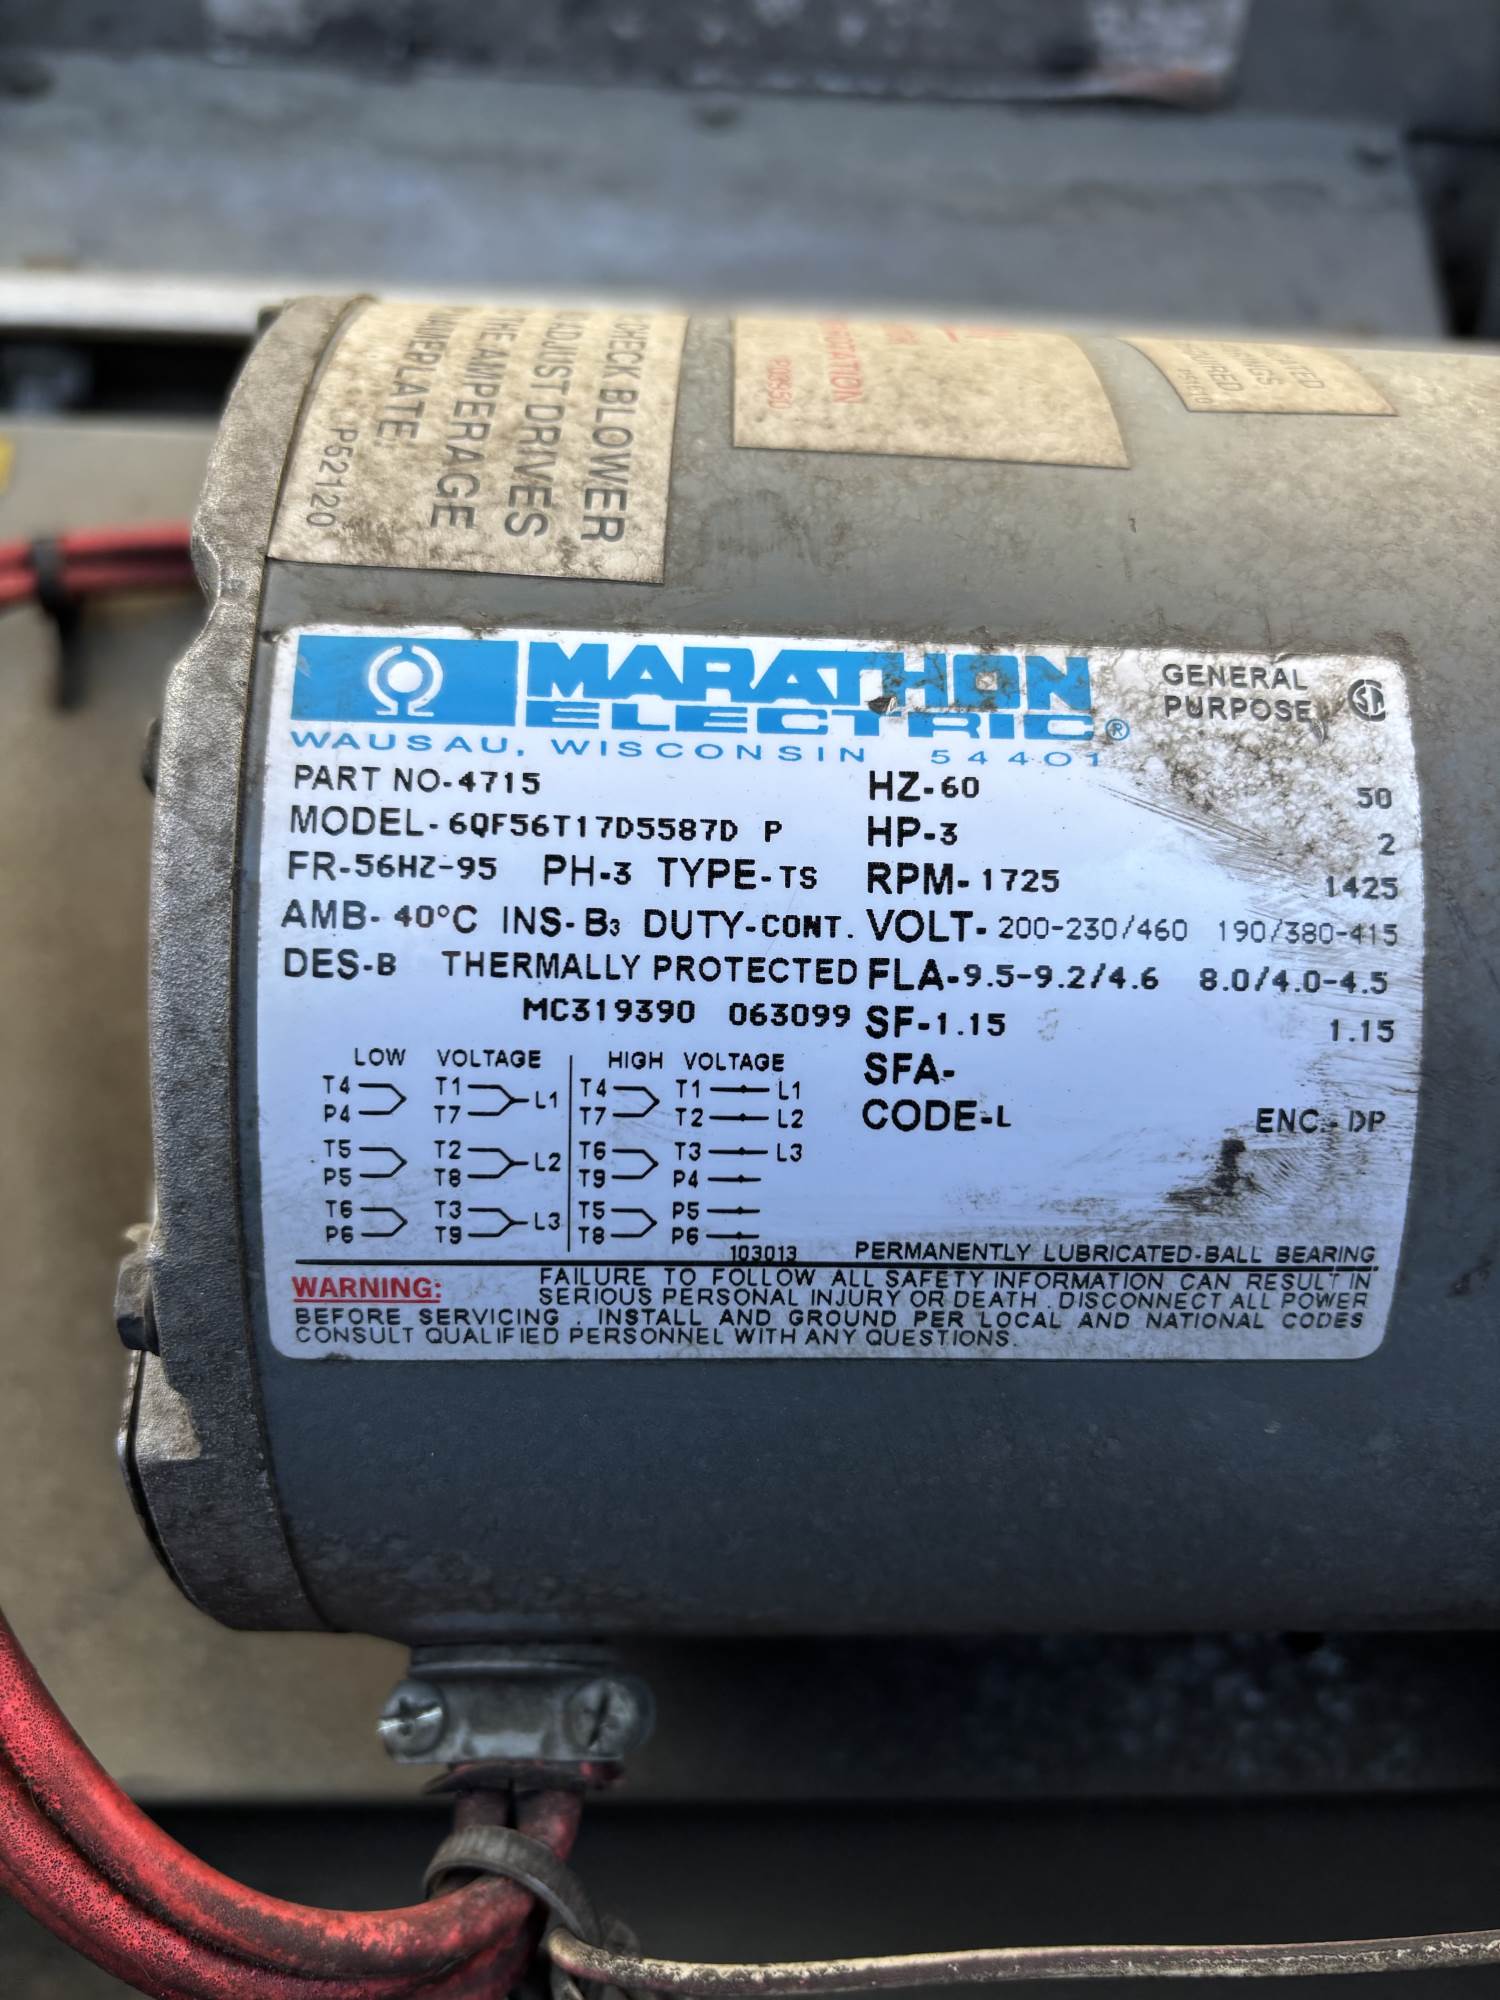 CHECK BLOWER
ADJUST DRIVES
THE AMPERAGE
NAMEPLATE.
P52120
MARATHON
ELECTRIC®
WAUSAU, WISCONSIN 54401
GENERAL
PURPOSE
PART NO-4715
HZ-60 50
MODEL-6QF56T17D5587D P
HP-3 2
FR-56HZ-95 PH-3 TYPE-TS
RPM-1725 1425
AMB-40°C INS-B3 DUTY-CONT.
VOLT-200-230/460 190/380-415
DES-B THERMALLY PROTECTED
FLA-9.5-9.2/4.6 8.0/4.0-4.5
MC319390 063099
SF-1.15 1.15
SFA-
CODE-L ENC.-DP
LOW VOLTAGE HIGH VOLTAGE
T4 T1 T4 T1 L1
P4 T7 L1 T7 T2 L2
T5 T2 T6 T3 L3
P5 T8 L2 T9 P4
T6 T3 T5 P5
P6 T9 L3 T8 P6
103013 PERMANENTLY LUBRICATED-BALL BEARING
WARNING: FAILURE TO FOLLOW ALL SAFETY INFORMATION CAN RESULT IN
SERIOUS PERSONAL INJURY OR DEATH. DISCONNECT ALL POWER
BEFORE SERVICING. INSTALL AND GROUND PER LOCAL AND NATIONAL CODES
CONSULT QUALIFIED PERSONNEL WITH ANY QUESTIONS.